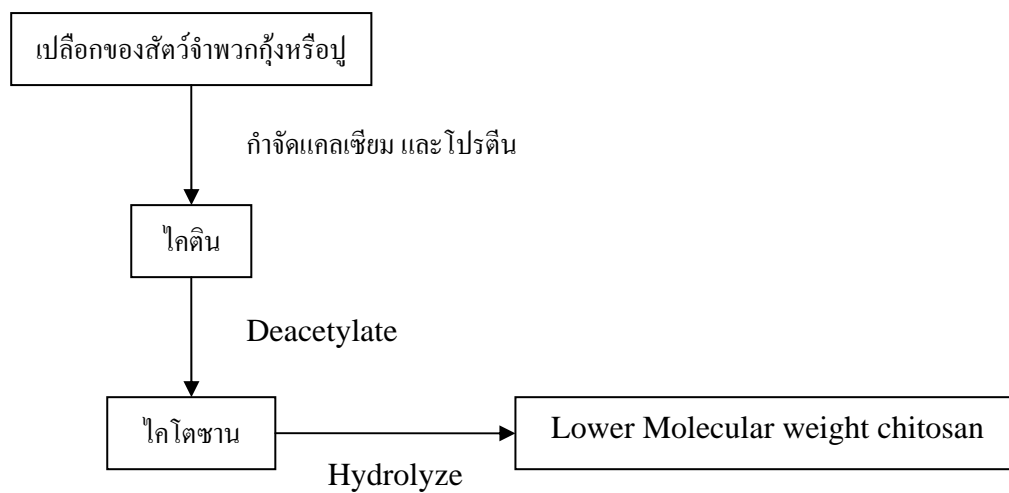 เปลือกของสัตว์จำพวกกุ้งหรือปู
กำจัดแคลเซียม และโปรตีน
ไคติน
Deacetylate
ไคโตซาน
Lower Molecular weight chitosan
Hydrolyze